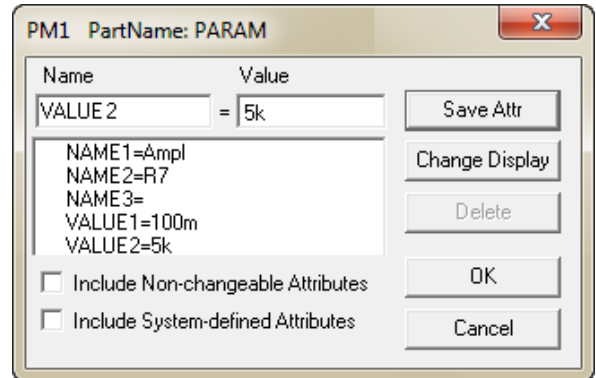 PM1 PartName: PARAM
Name Value
VALUE2 = 5k
Save Attr
NAME1=Ampl
NAME2=R7
NAME3=
VALUE1=100m
VALUE2=5k
Change Display
Delete
Include Non-changeable Attributes
OK
Include System-defined Attributes
Cancel